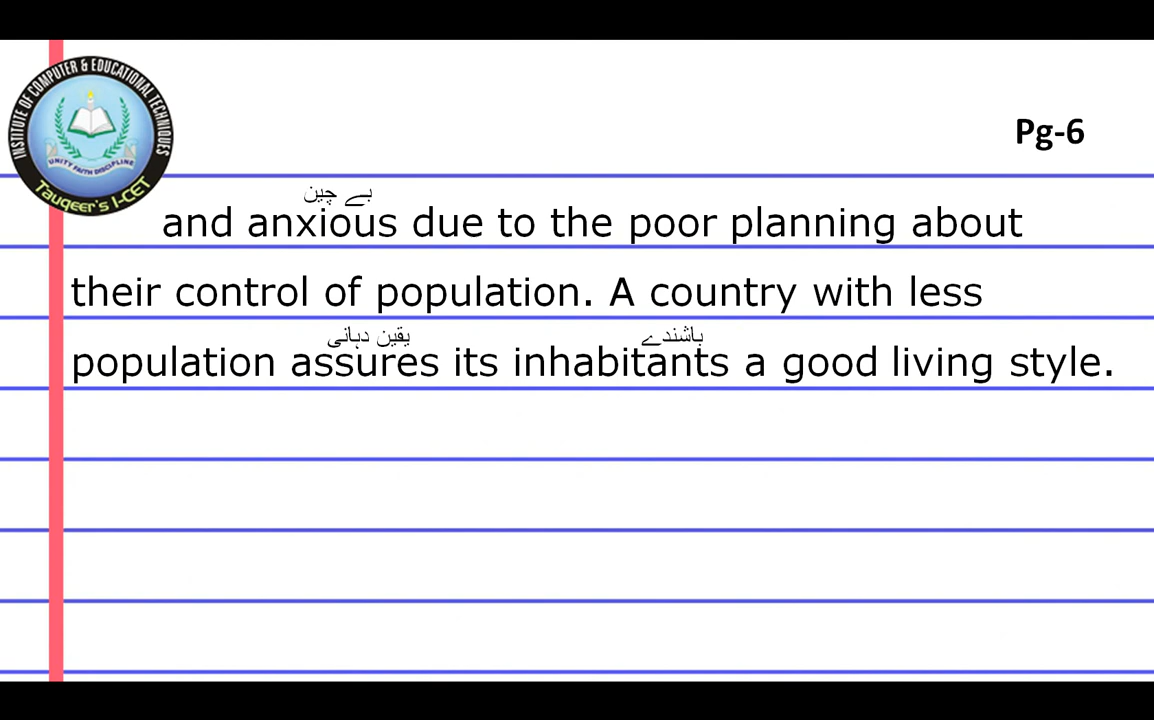 INSTITUTE OF COMPUTER & EDUCATIONAL TECHNIQUES
UNITY FAITH DISCIPLINE
Tauqeer's I-CET
Pg-6
بے چین
and anxious due to the poor planning about
their control of population. A country with less
یقین دہانی باشندے
population assures its inhabitants a good living style.